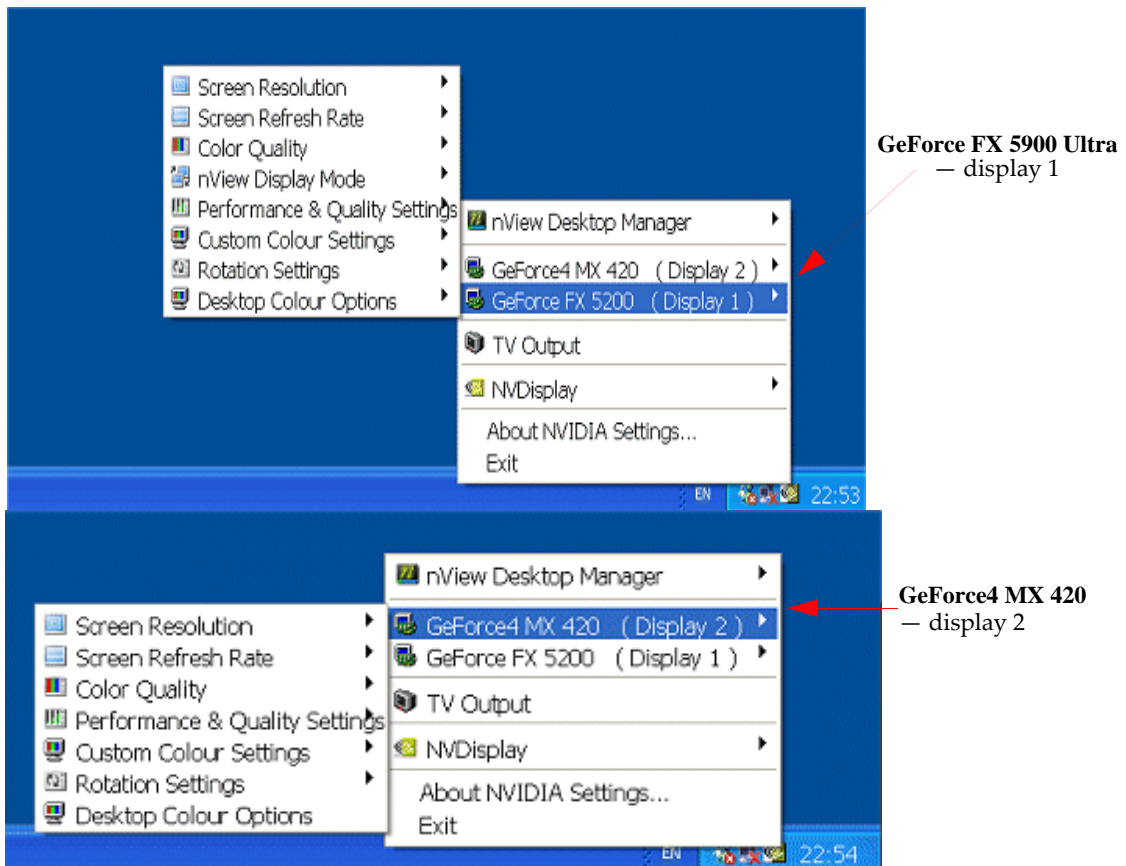 Screen Resolution
Screen Refresh Rate
Color Quality
nView Display Mode
Performance & Quality Settings
Custom Colour Settings
Rotation Settings
Desktop Colour Options
nView Desktop Manager
GeForce4 MX 420 ( Display 2 )
GeForce FX 5200 ( Display 1 )
TV Output
NVDisplay
About NVIDIA Settings...
Exit
EN 22:53
GeForce FX 5900 Ultra
— display 1
nView Desktop Manager
GeForce4 MX 420 ( Display 2 )
GeForce FX 5200 ( Display 1 )
TV Output
NVDisplay
About NVIDIA Settings...
Exit
Screen Resolution
Screen Refresh Rate
Color Quality
Performance & Quality Settings
Custom Colour Settings
Rotation Settings
Desktop Colour Options
EN 22:54
GeForce4 MX 420
— display 2